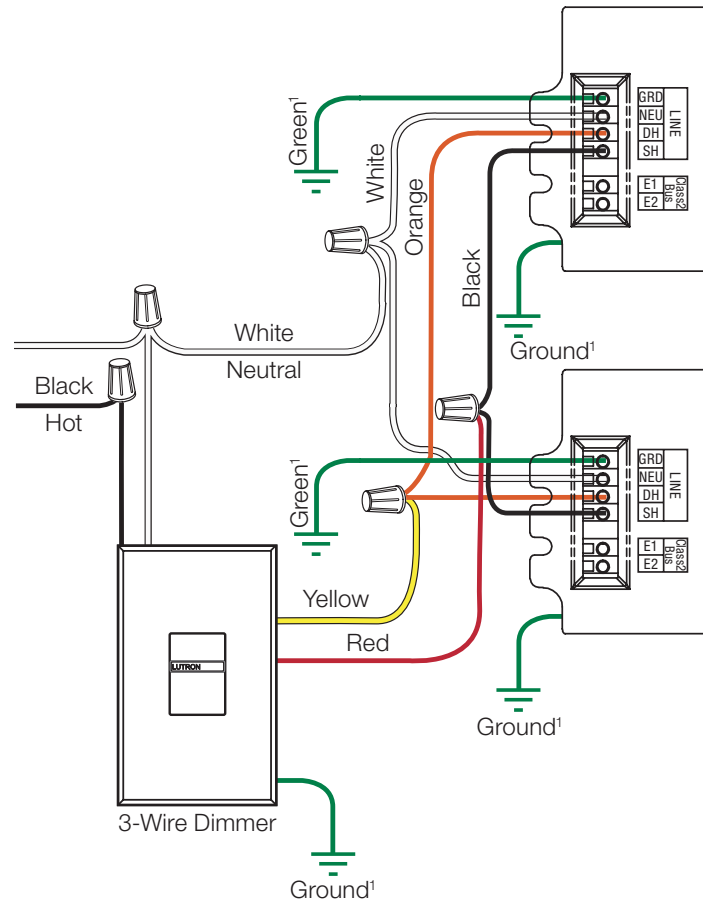 Green¹
White
Orange
Black
GRD
NEU
DH
SH
LINE
E1
E2
Class2
Bus
Ground¹
White
Neutral
Black
Hot
Green¹
GRD
NEU
DH
SH
LINE
E1
E2
Class2
Bus
Yellow
Red
LUTRON
Ground¹
3-Wire Dimmer
Ground¹